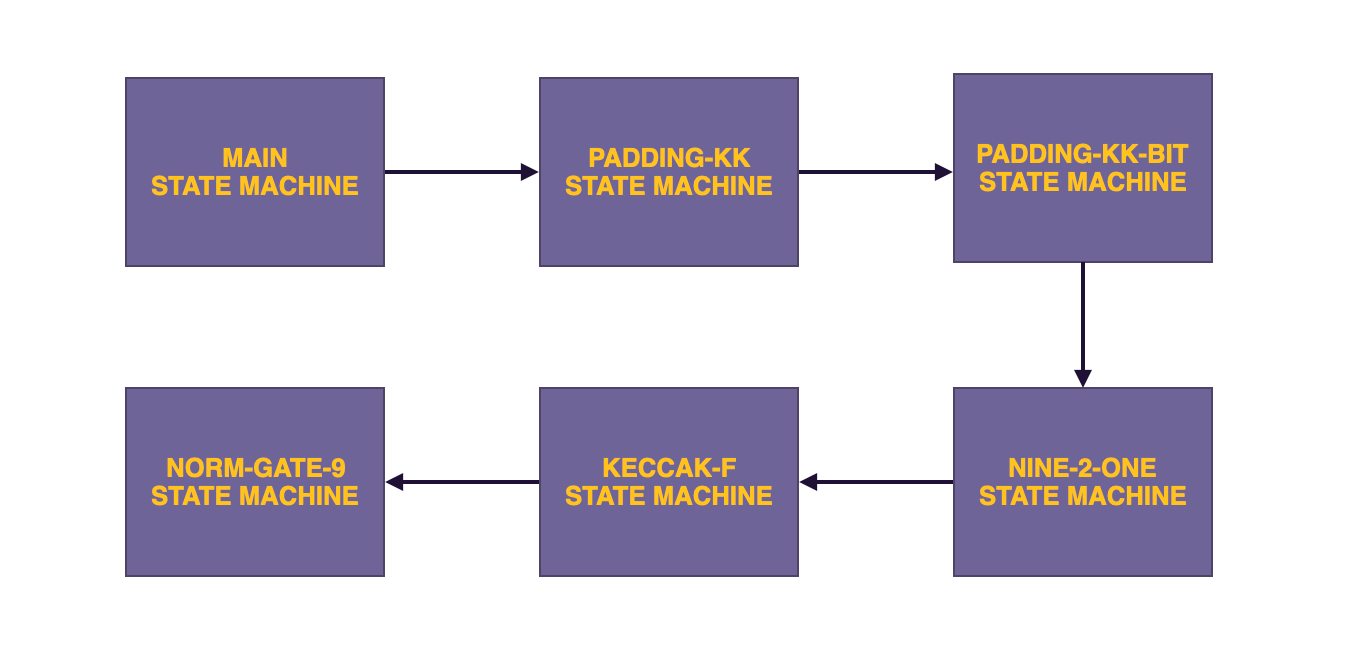 MAIN
STATE MACHINE
PADDING-KK
STATE MACHINE
PADDING-KK-BIT
STATE MACHINE
NORM-GATE-9
STATE MACHINE
KECCAK-F
STATE MACHINE
NINE-2-ONE
STATE MACHINE